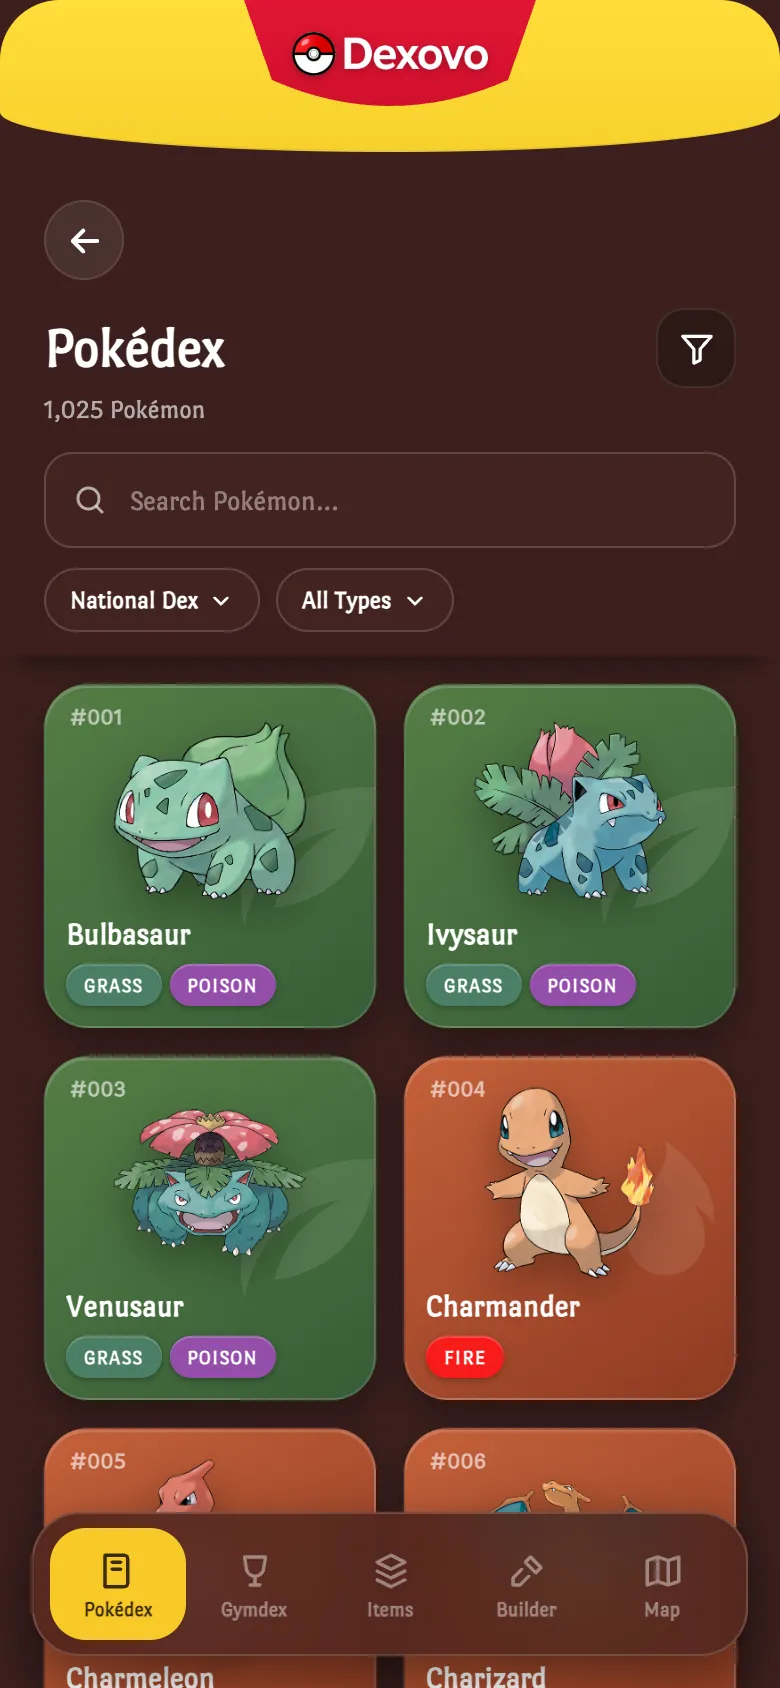 Dexovo
Pokédex
1,025 Pokémon
Search Pokémon...
National Dex
All Types
#001
Bulbasaur
GRASS POISON
#002
Ivysaur
GRASS POISON
#003
Venusaur
GRASS POISON
#004
Charmander
FIRE
#005
#006
Pokédex
Gymdex
Items
Builder
Map
Charmeleon
Charizard